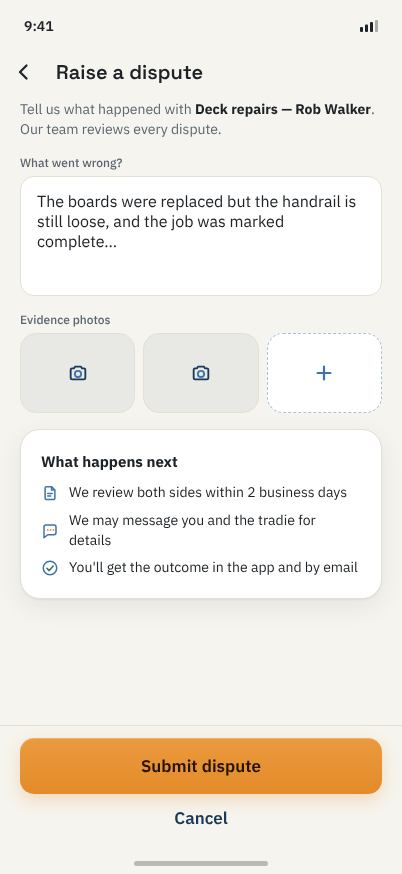 9:41
Raise a dispute
Tell us what happened with Deck repairs — Rob Walker.
Our team reviews every dispute.
What went wrong?
The boards were replaced but the handrail is
still loose, and the job was marked
complete...
Evidence photos
What happens next
We review both sides within 2 business days
We may message you and the tradie for
details
You'll get the outcome in the app and by email
Submit dispute
Cancel